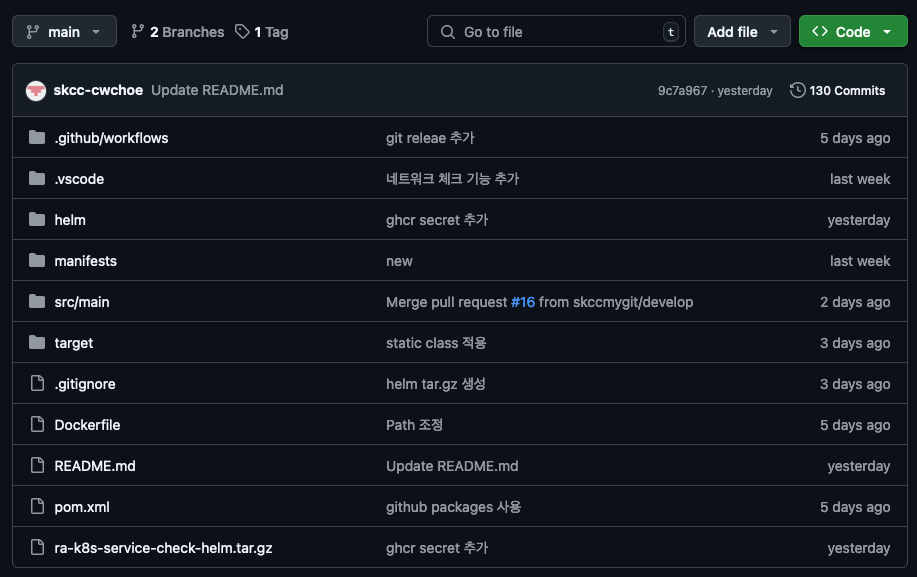 main 2 Branches 1 Tag Go to file t Add file Code
skcc-cwchoe Update README.md 9c7a967 · yesterday 130 Commits
.github/workflows git releae 추가 5 days ago
.vscode 네트워크 체크 기능 추가 last week
helm ghcr secret 추가 yesterday
manifests new last week
src/main Merge pull request #16 from skccmygit/develop 2 days ago
target static class 적용 3 days ago
.gitignore helm tar.gz 생성 3 days ago
Dockerfile Path 조정 5 days ago
README.md Update README.md yesterday
pom.xml github packages 사용 5 days ago
ra-k8s-service-check-helm.tar.gz ghcr secret 추가 yesterday